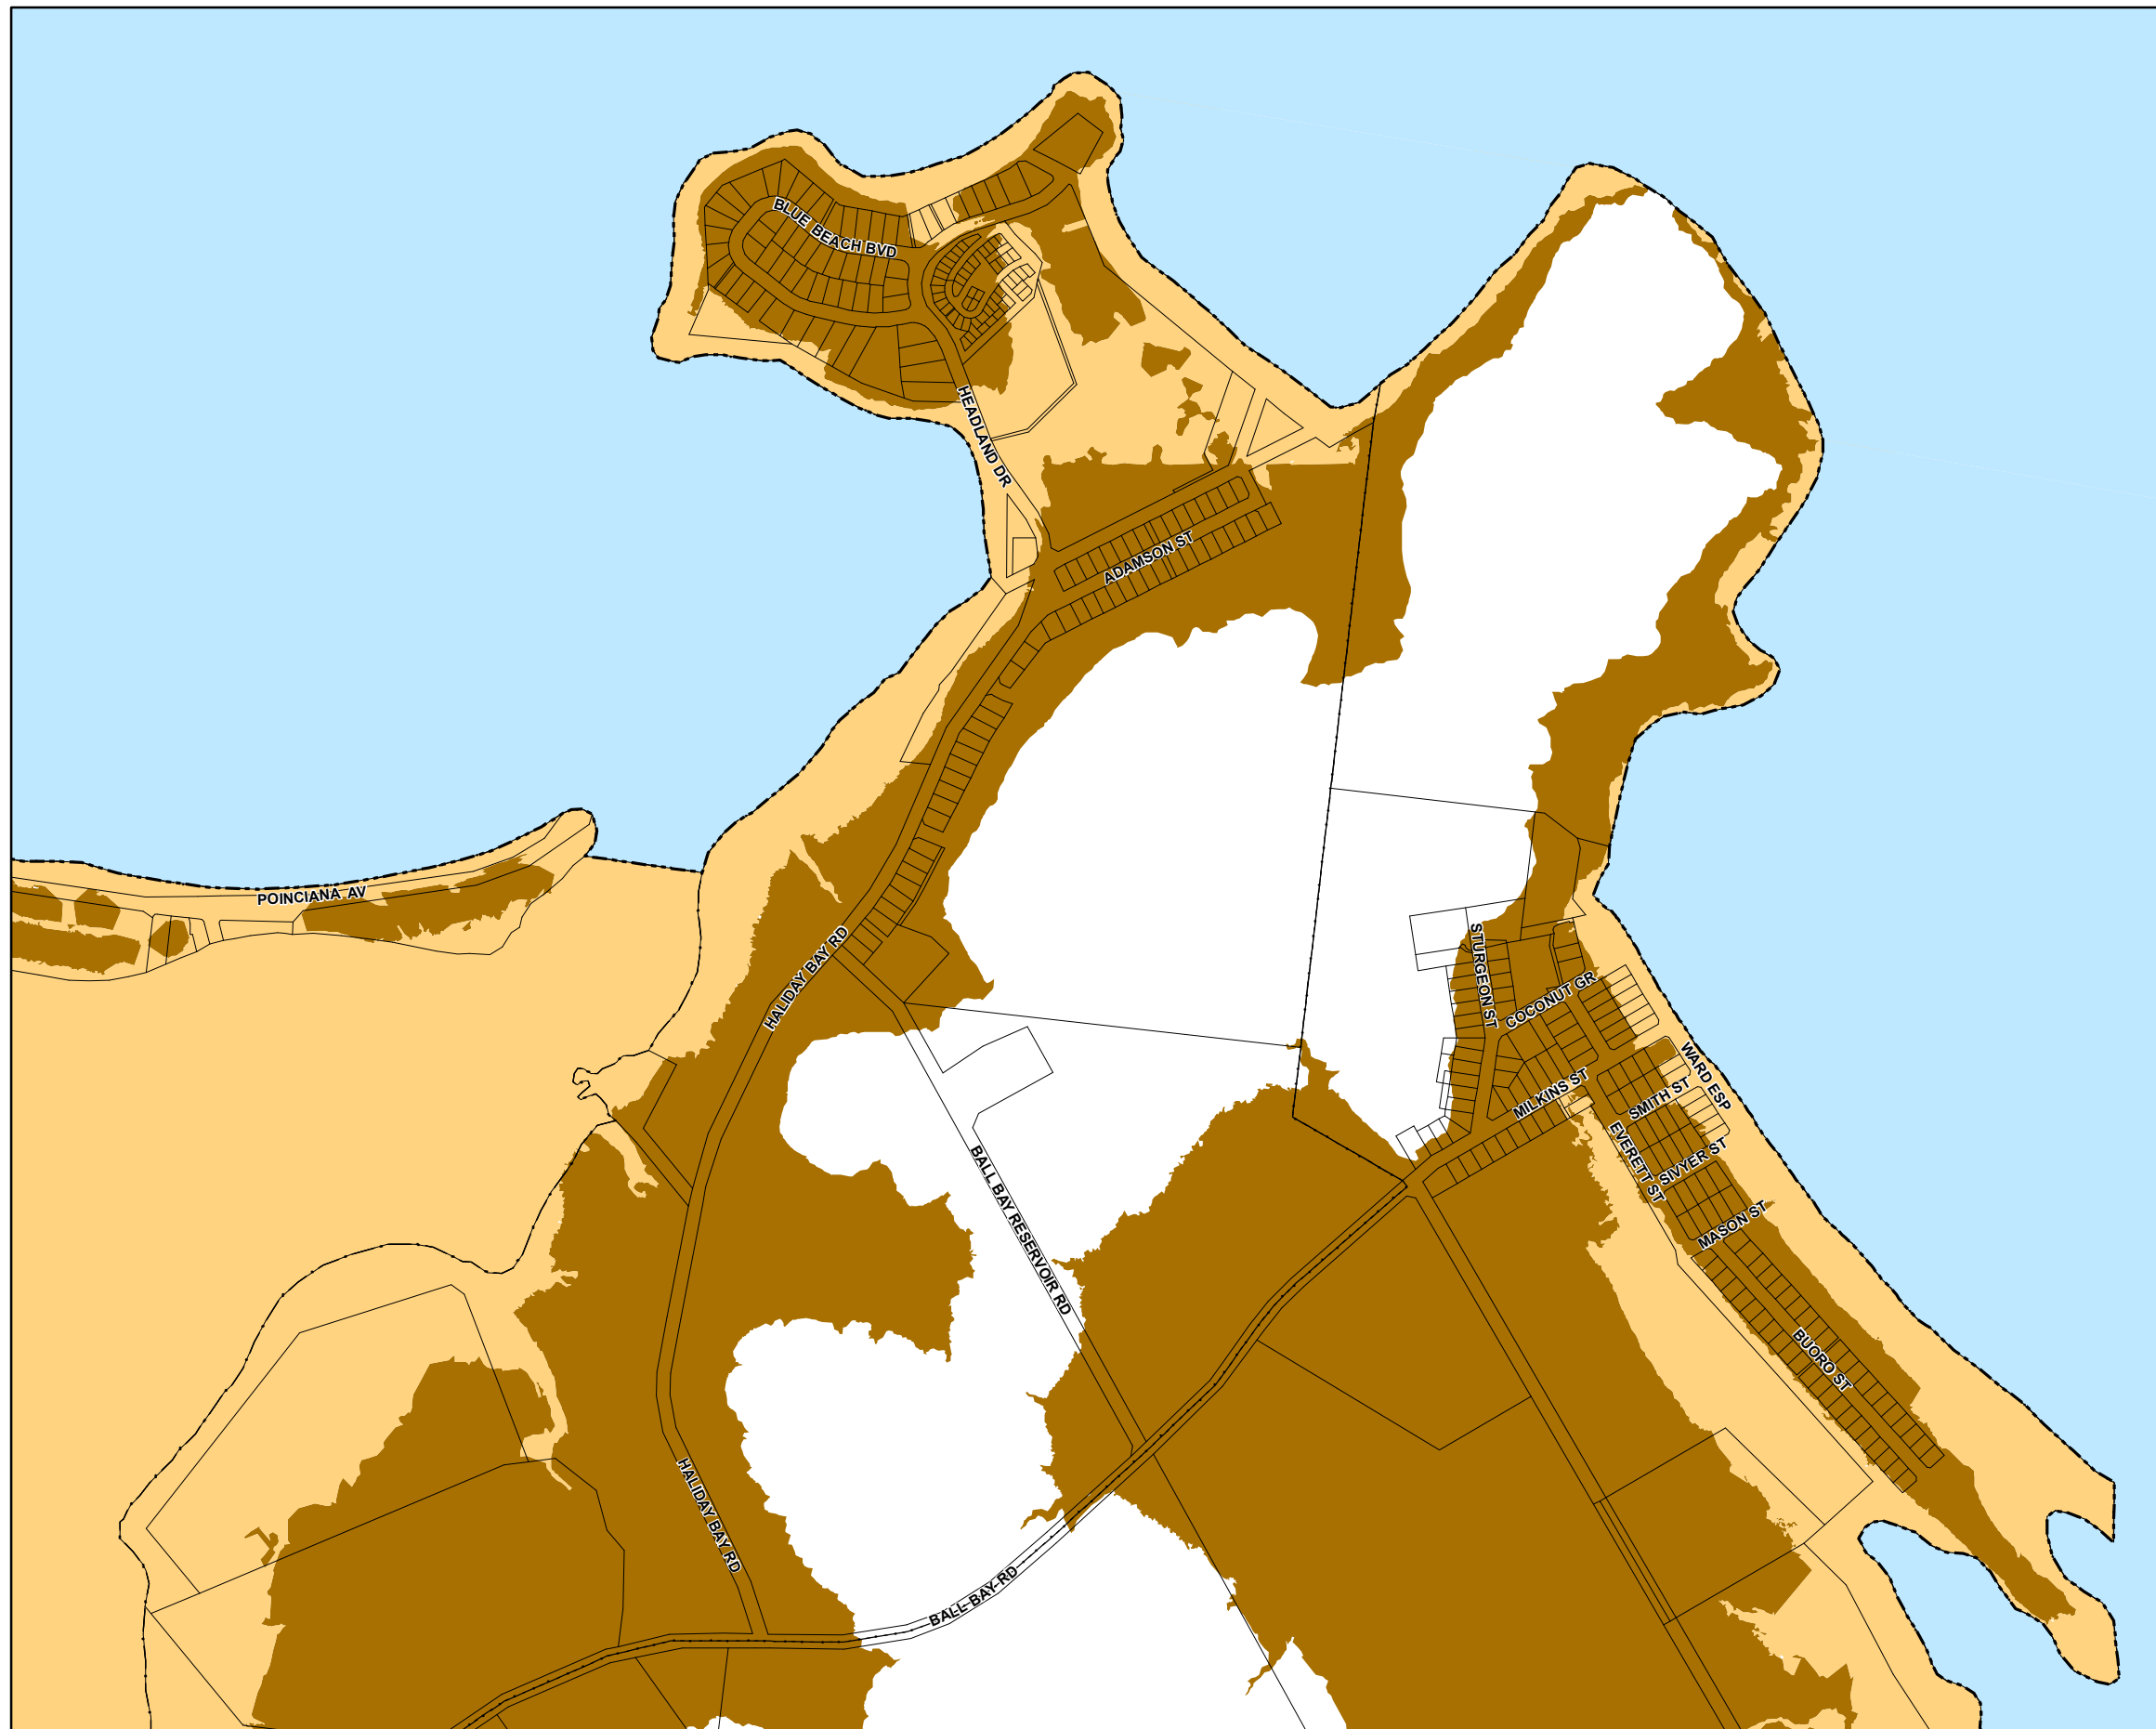 BLUE BEACH BVD
HEADLAND DR
ADAMSON ST
POINCIANA AV
HALIDAY BAY RD
STURGEON ST
COCONUT GR
WARD ESP
MILKINS ST
SMITH ST
EVERETT ST
SIVYER ST
MASON ST
BALL BAY RESERVOIR RD
BUORO ST
HALIDAY BAY RD
BALL BAY RD